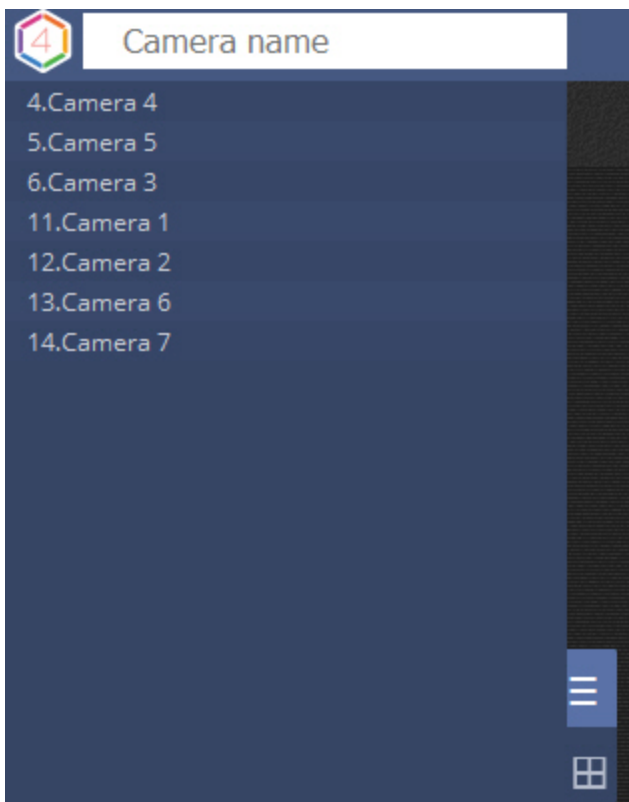 4
Camera name
4.Camera 4
5.Camera 5
6.Camera 3
11.Camera 1
12.Camera 2
13.Camera 6
14.Camera 7